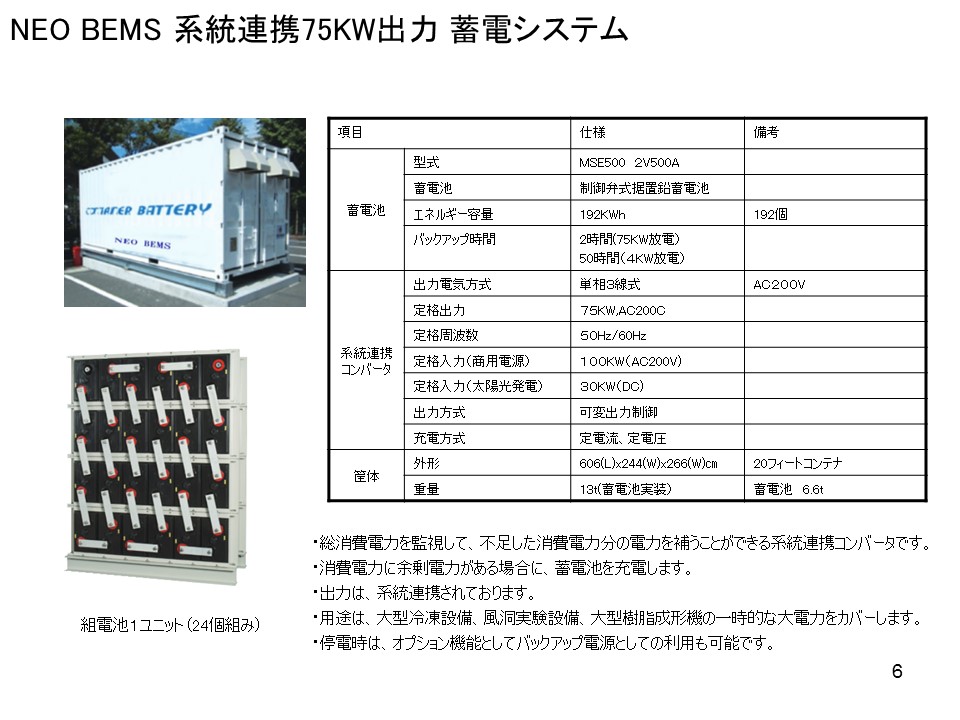 NEO BEMS 系統連携75KW出力 蓄電システム
CONTAINER BATTERY
NEO BEMS
組電池1ユニット(24個組み)
項目 仕様 備考
蓄電池
型式 MSE500 2V500A
蓄電池 制御弁式据置鉛蓄電池
エネルギー容量 192KWh 192個
バックアップ時間 2時間(75KW放電)
50時間(4KW放電)
系統連携
コンバータ
出力電気方式 単相3線式 AC200V
定格出力 75KW,AC200C
定格周波数 50Hz/60Hz
定格入力(商用電源) 100KW(AC200V)
定格入力(太陽光発電) 30KW(DC)
出力方式 可変出力制御
充電方式 定電流、定電圧
筐体
外形 606(L)x244(W)x266(W)㎝ 20フィートコンテナ
重量 13t(蓄電池実装) 蓄電池 6.6t
・総消費電力を監視して、不足した消費電力分の電力を補うことができる系統連携コンバータです。
・消費電力に余剰電力がある場合に、蓄電池を充電します。
・出力は、系統連携されております。
・用途は、大型冷凍設備、風洞実験設備、大型樹脂成形機の一時的な大電力をカバーします。
・停電時は、オプション機能としてバックアップ電源としての利用も可能です。
6